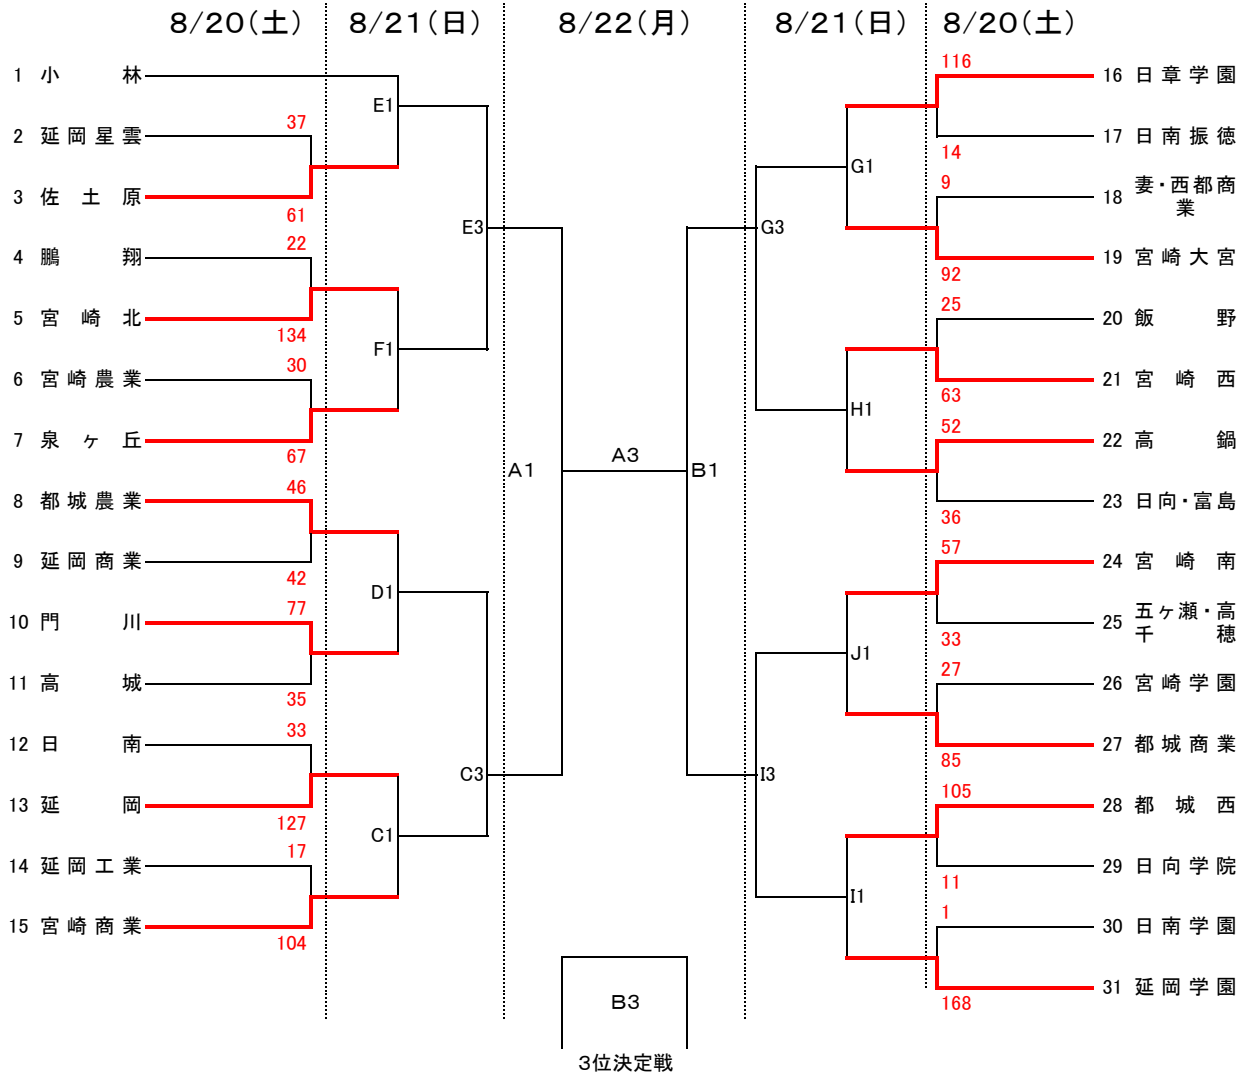 8/20(土) 8/21(日) 8/22(月) 8/21(日) 8/20(土)
1 小林
2 延岡星雲 37
3 佐土原 61
4 鵬翔 22
5 宮崎北 134
6 宮崎農業 30
7 泉ヶ丘 67
8 都城農業 46
9 延岡商業 42
10 門川 77
11 高城 35
12 日南 33
13 延岡 127
14 延岡工業 17
15 宮崎商業 104
E1
F1
D1
C1
E3
C3
A1
A3
B1
G3
I3
G1
H1
J1
I1
116 16 日章学園
14 17 日南振徳
9 18 妻・西都商
業
92 19 宮崎大宮
25 20 飯野
63 21 宮崎西
52 22 高鍋
36 23 日向・富島
57 24 宮崎南
33 25 五ヶ瀬・高
千穂
27 26 宮崎学園
85 27 都城商業
105 28 都城西
11 29 日向学院
1 30 日南学園
168 31 延岡学園
B3
3位決定戦